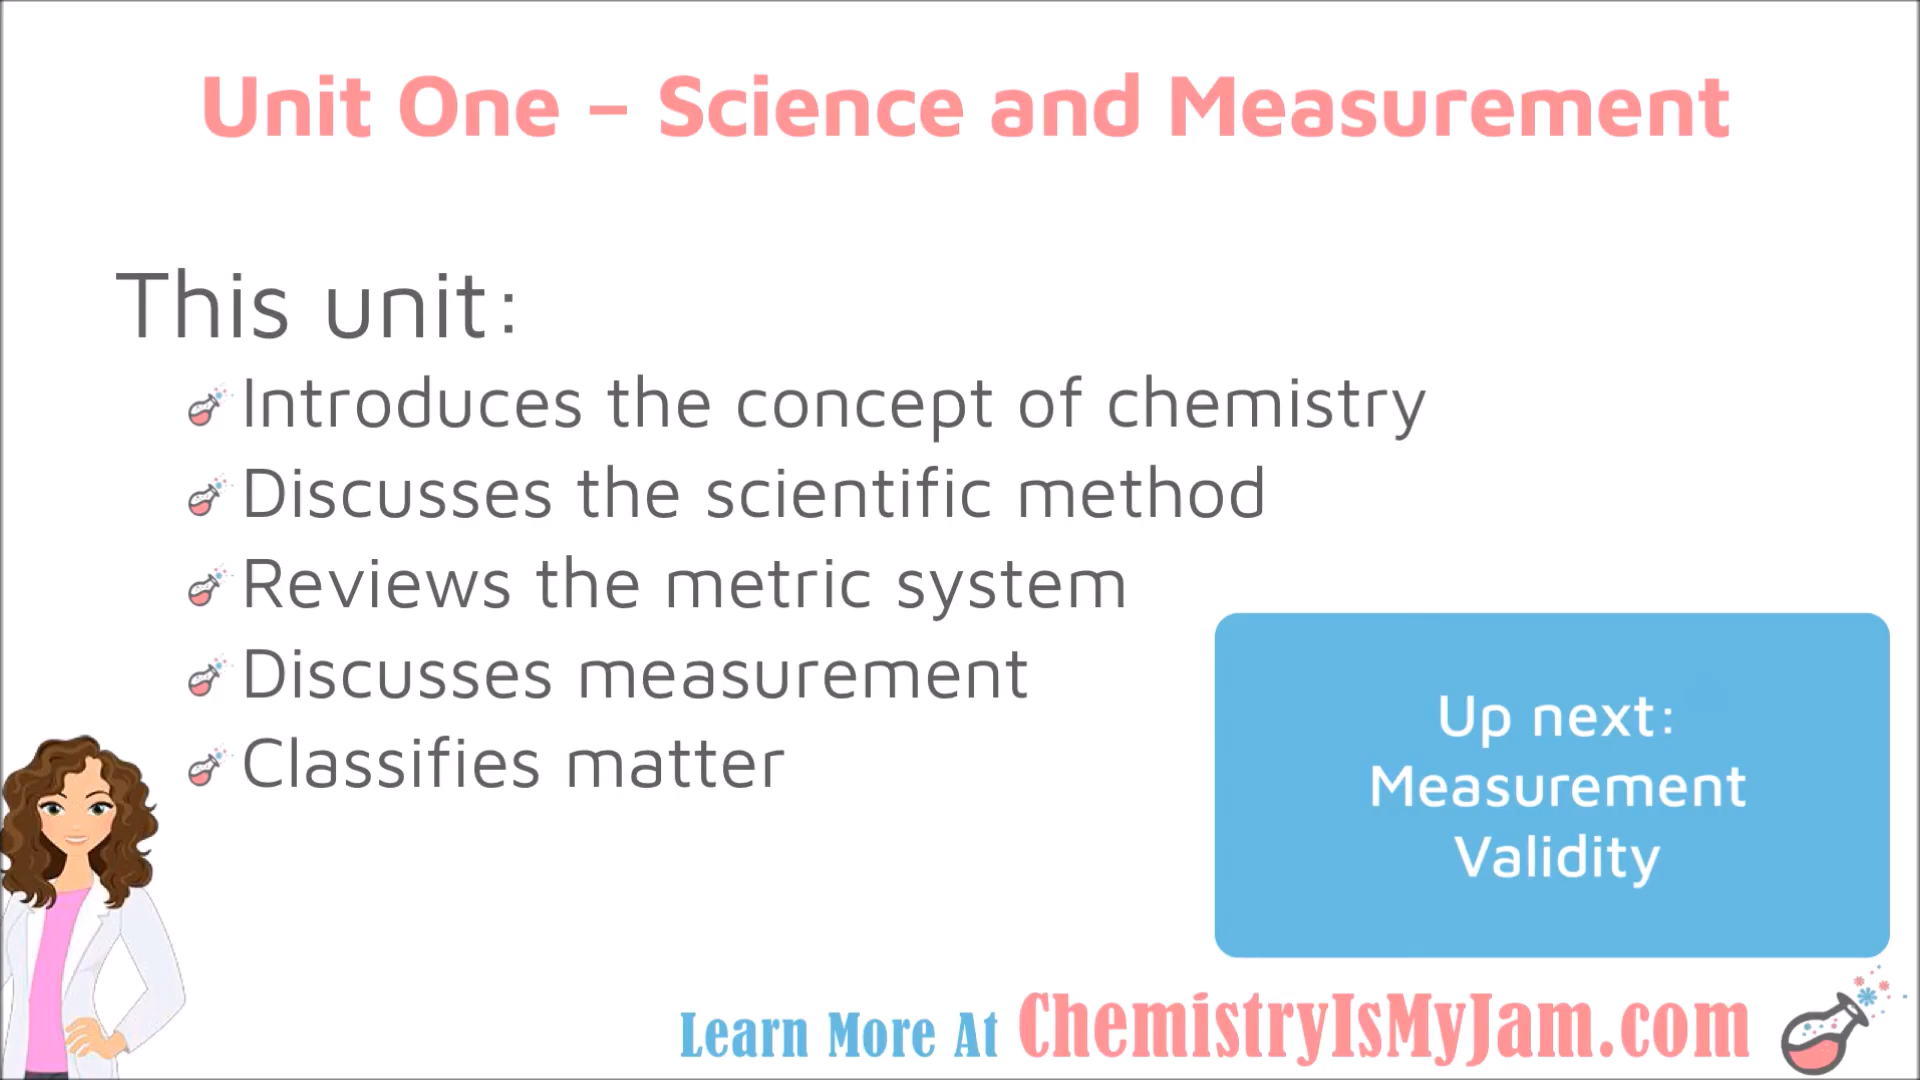 Unit One – Science and Measurement
This unit:
Introduces the concept of chemistry
Discusses the scientific method
Reviews the metric system
Discusses measurement
Classifies matter
Up next:
Measurement
Validity
Learn More At ChemistryIsMyJam.com